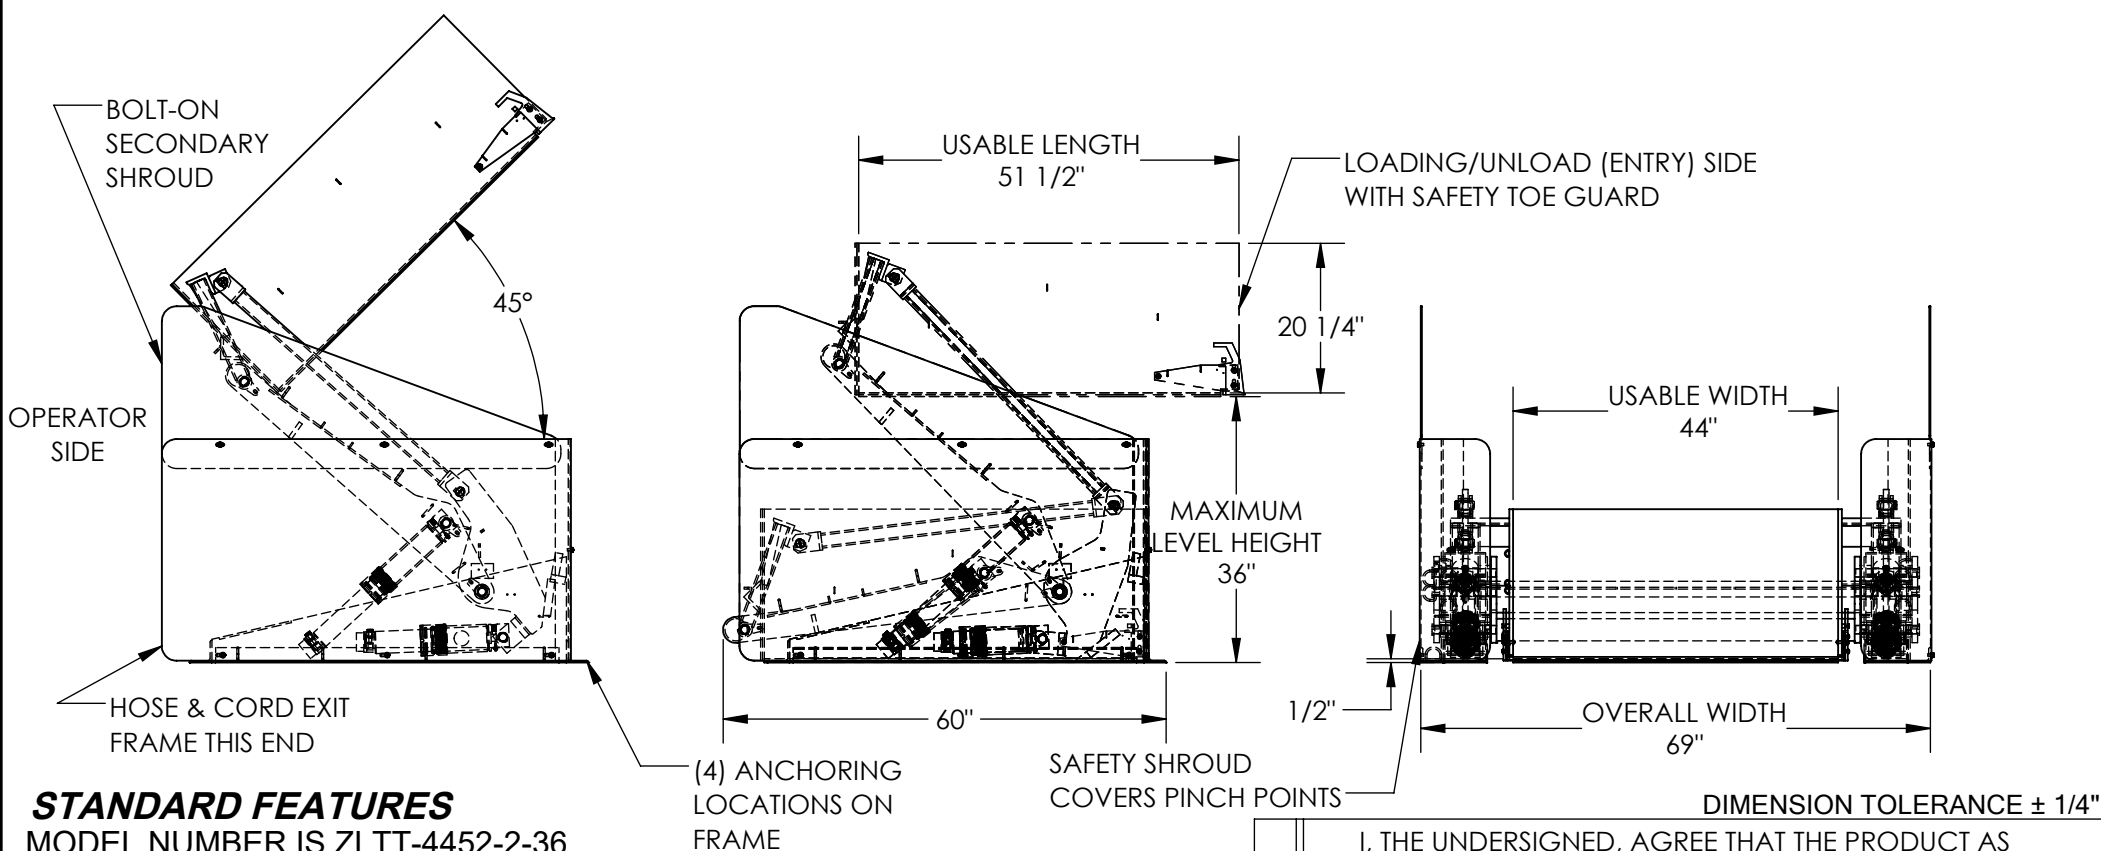 BOLT-ON
SECONDARY
SHROUD
45°
OPERATOR
SIDE
HOSE & CORD EXIT
FRAME THIS END
(4) ANCHORING
LOCATIONS ON
FRAME
USABLE LENGTH
51 1/2"
LOADING/UNLOAD (ENTRY) SIDE
WITH SAFETY TOE GUARD
20 1/4"
MAXIMUM
LEVEL HEIGHT
36"
60"
SAFETY SHROUD
COVERS PINCH POINTS
USABLE WIDTH
44"
1/2"
OVERALL WIDTH
69"
STANDARD FEATURES
MODEL NUMBER IS ZLTT-4452-2-36
DIMENSION TOLERANCE ± 1/4"
I, THE UNDERSIGNED, AGREE THAT THE PRODUCT AS